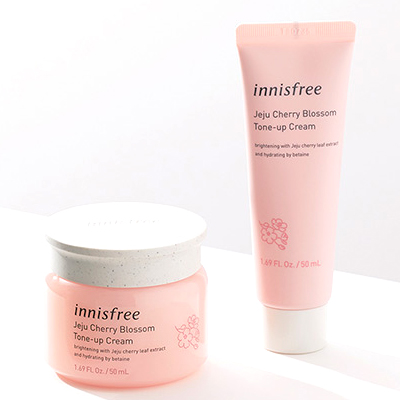 innisfree
Jeju Cherry Blossom
Tone-up Cream
brightening with Jeju cherry leaf extract
and hydrating by betaine
1.69 FL. Oz. / 50 mL
innisfree
Jeju Cherry Blossom
Tone-up Cream
brightening with Jeju cherry leaf extract
and hydrating by betaine
1.69 FL. Oz. / 50 mL